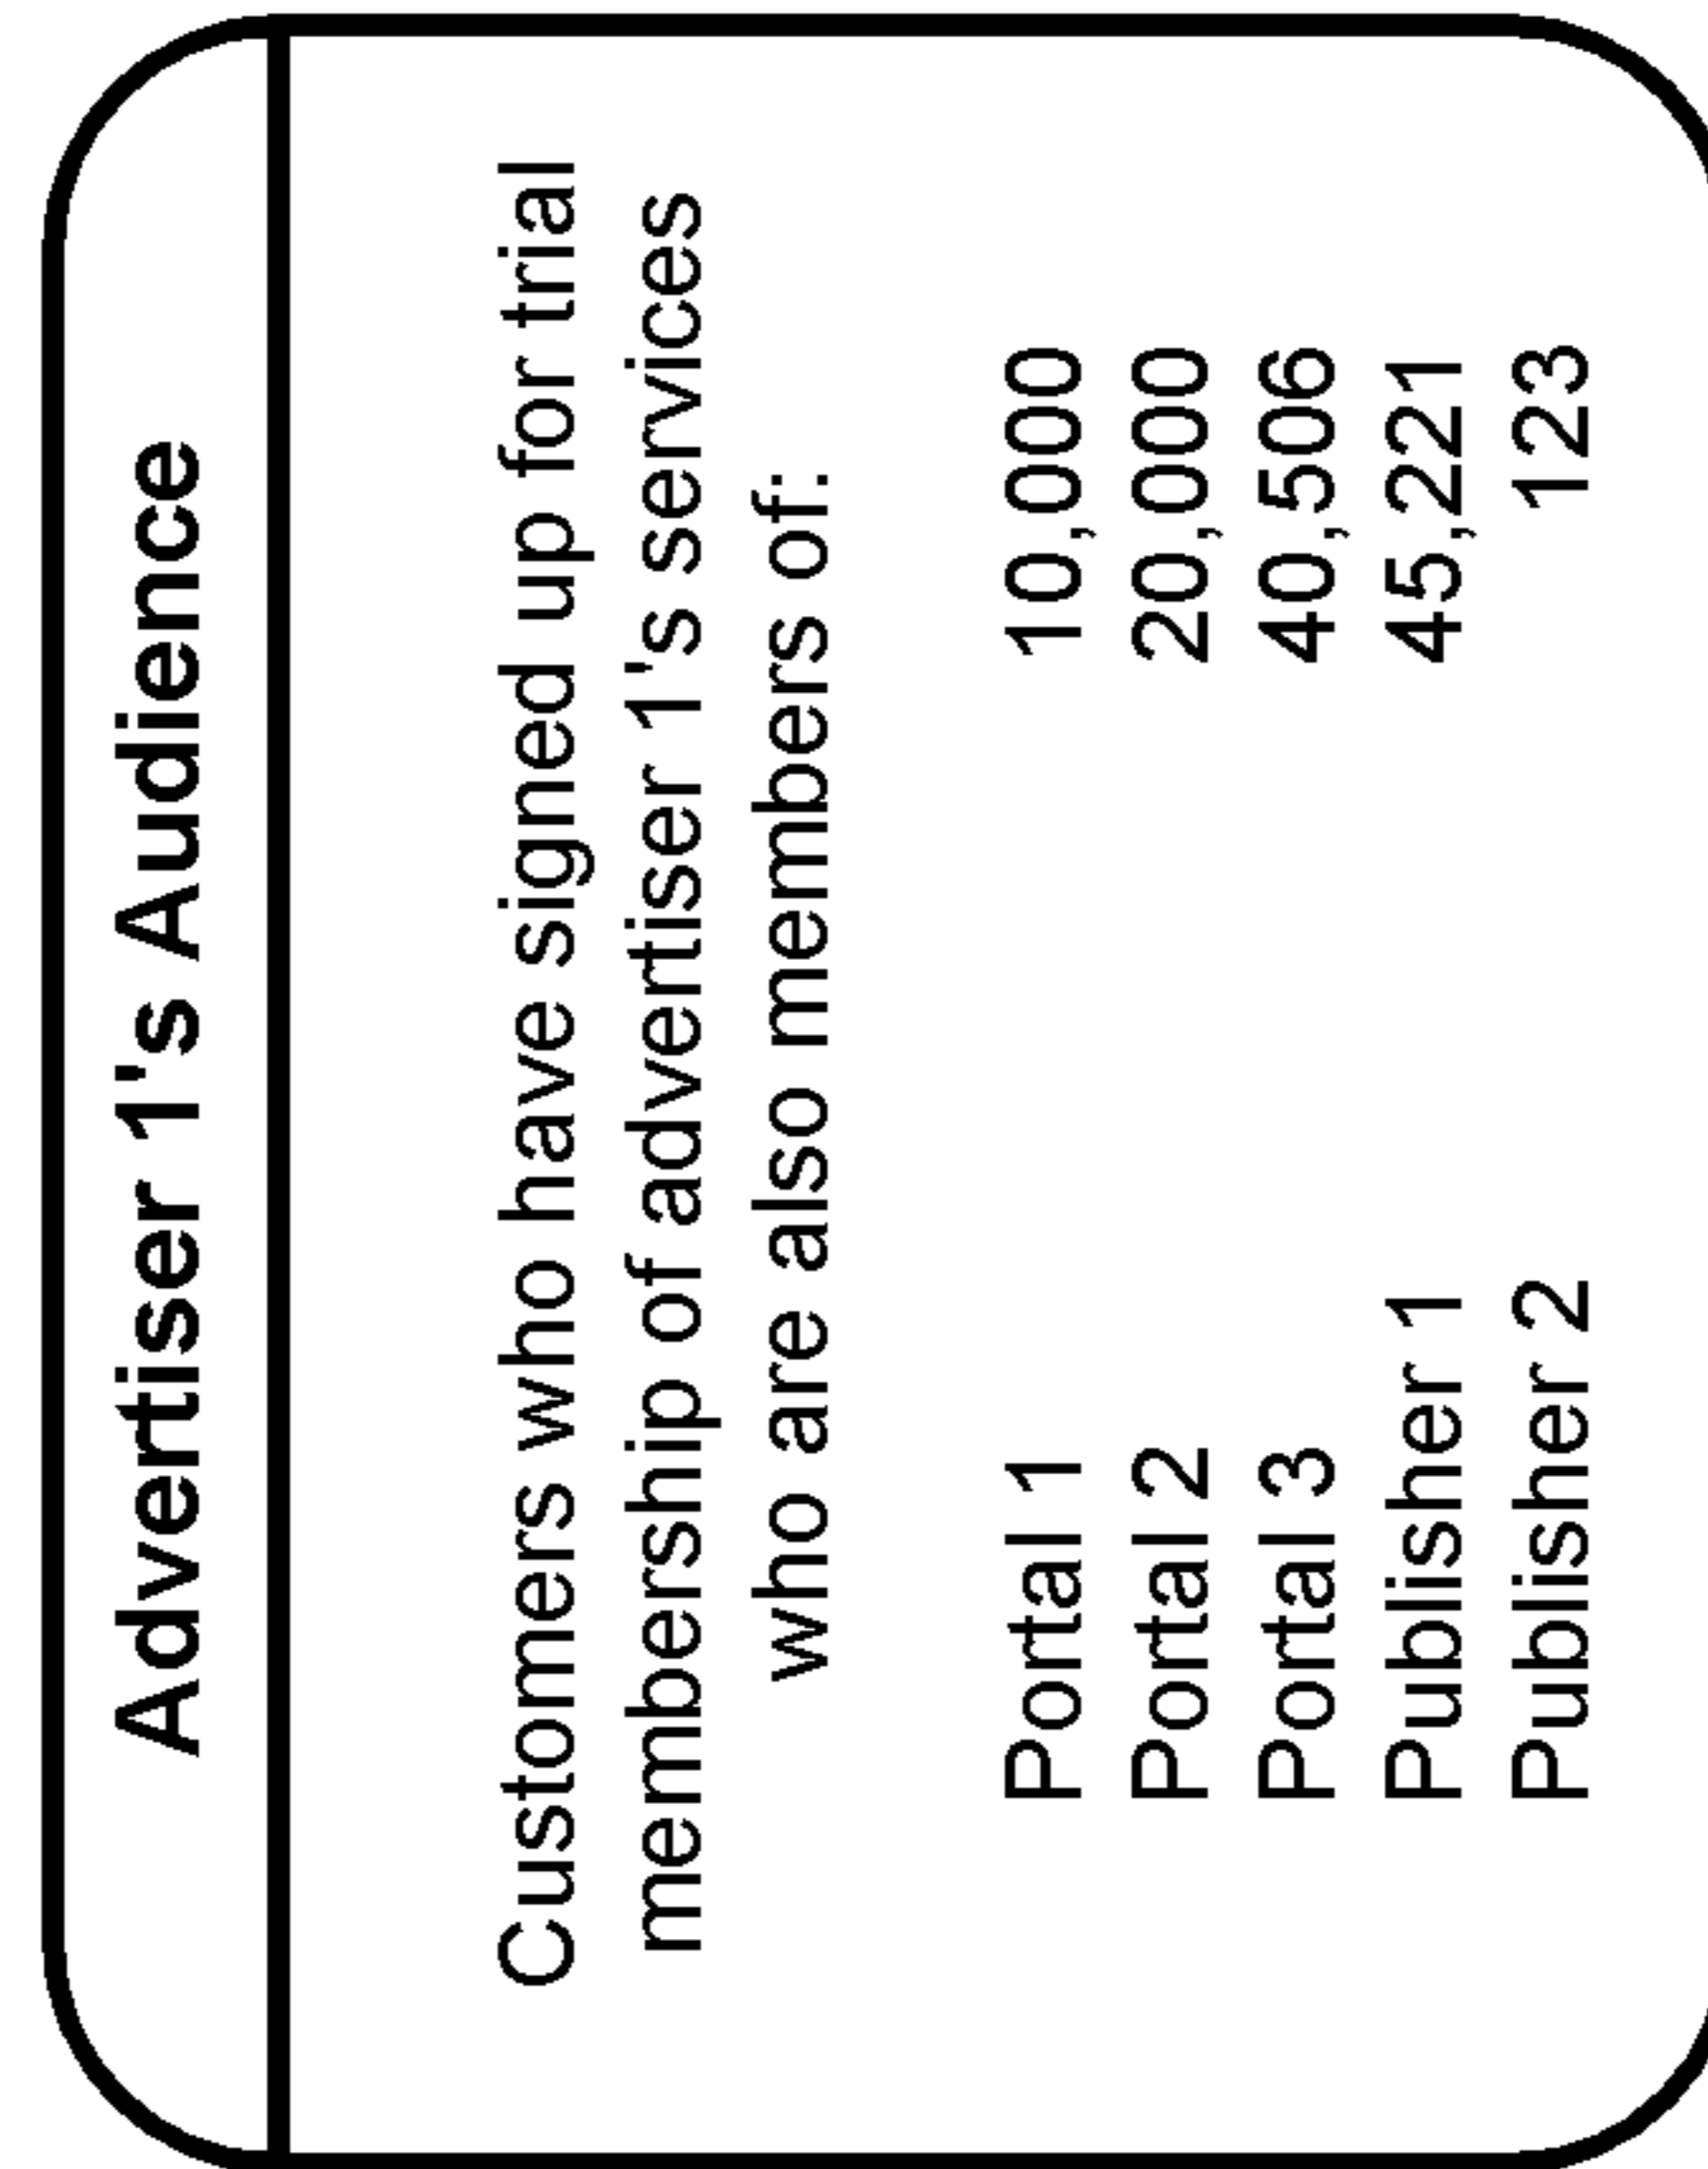 Advertiser 1's Audience
Customers who have signed up for trial
membership of advertiser 1's services
who are also members of:
Portal 1 10,000
Portal 2 20,000
Portal 3 40,506
Publisher 1 45,221
Publisher 2 123